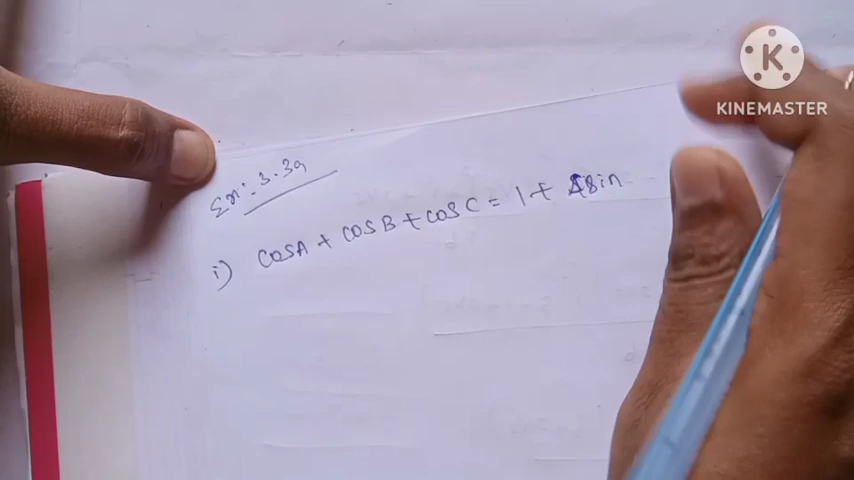 KINEMASTER
Ex:- 3.39
i) cosA + cosB + cosC = 1 + 4sin